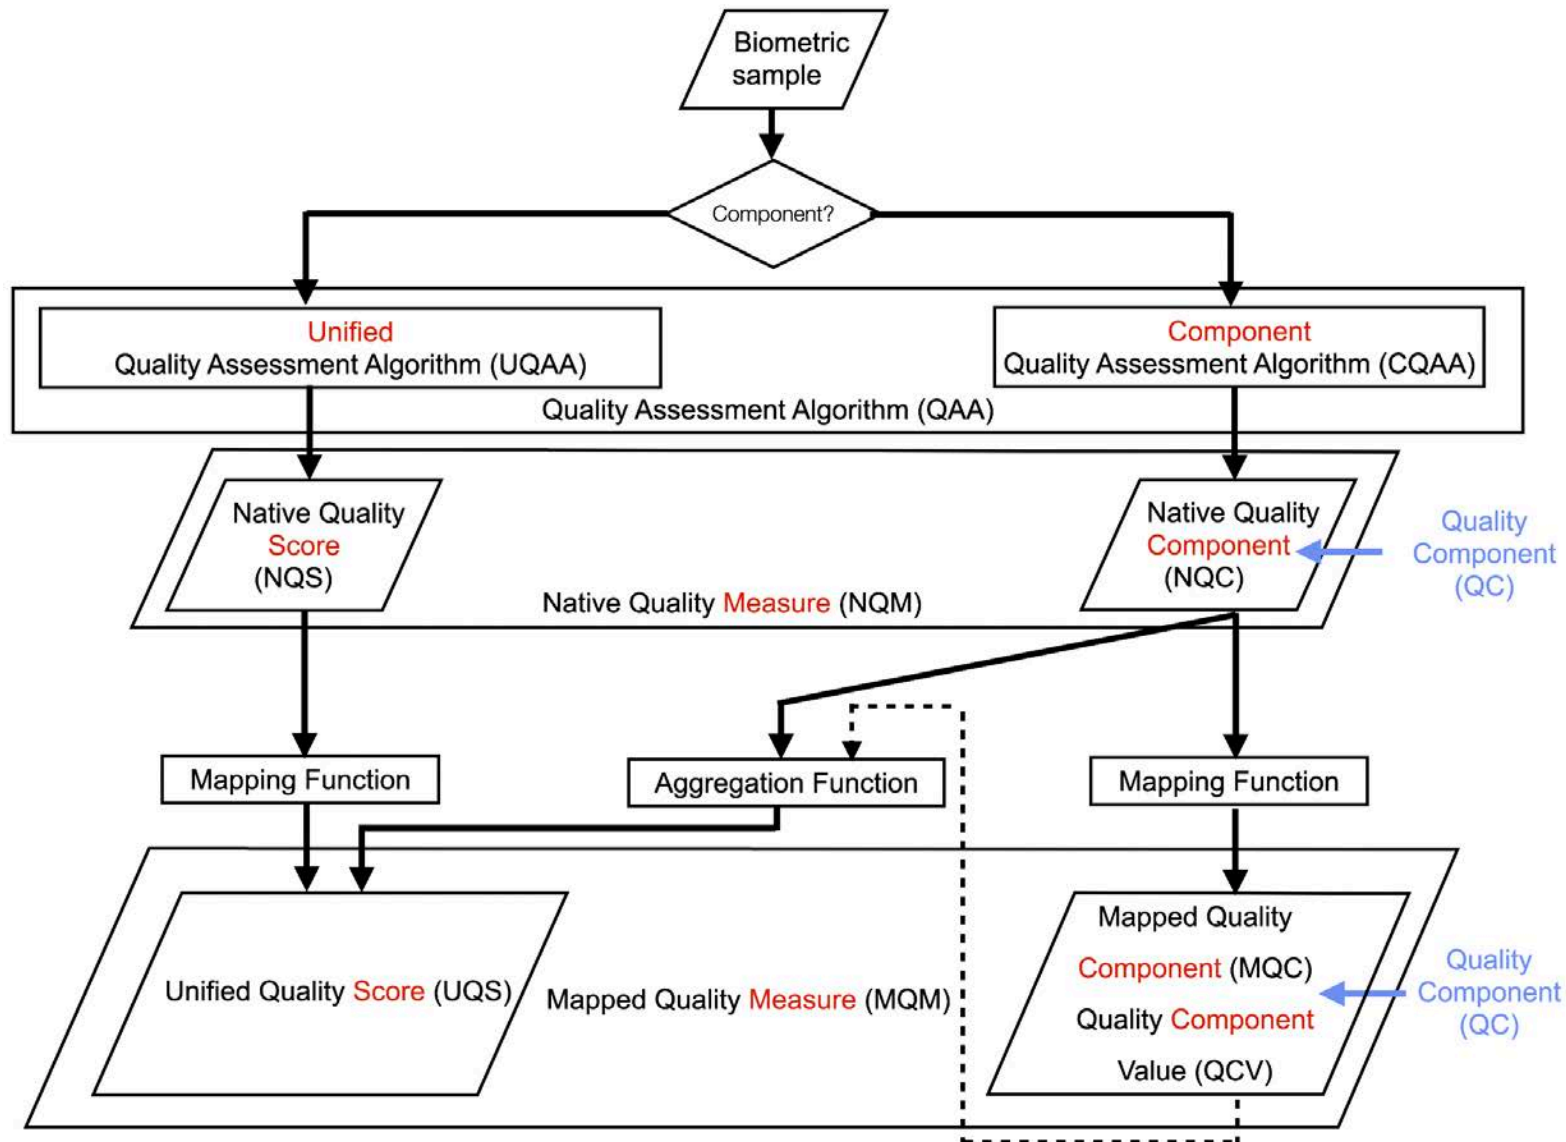 Biometric
sample
Component?
Unified
Quality Assessment Algorithm (UQAA)
Component
Quality Assessment Algorithm (CQAA)
Quality Assessment Algorithm (QAA)
Native Quality
Score
(NQS)
Native Quality
Component
(NQC)
Quality
Component
(QC)
Native Quality Measure (NQM)
Mapping Function
Aggregation Function
Mapping Function
Unified Quality Score (UQS)
Mapped Quality Measure (MQM)
Mapped Quality
Component (MQC)
Quality Component
Value (QCV)
Quality
Component
(QC)